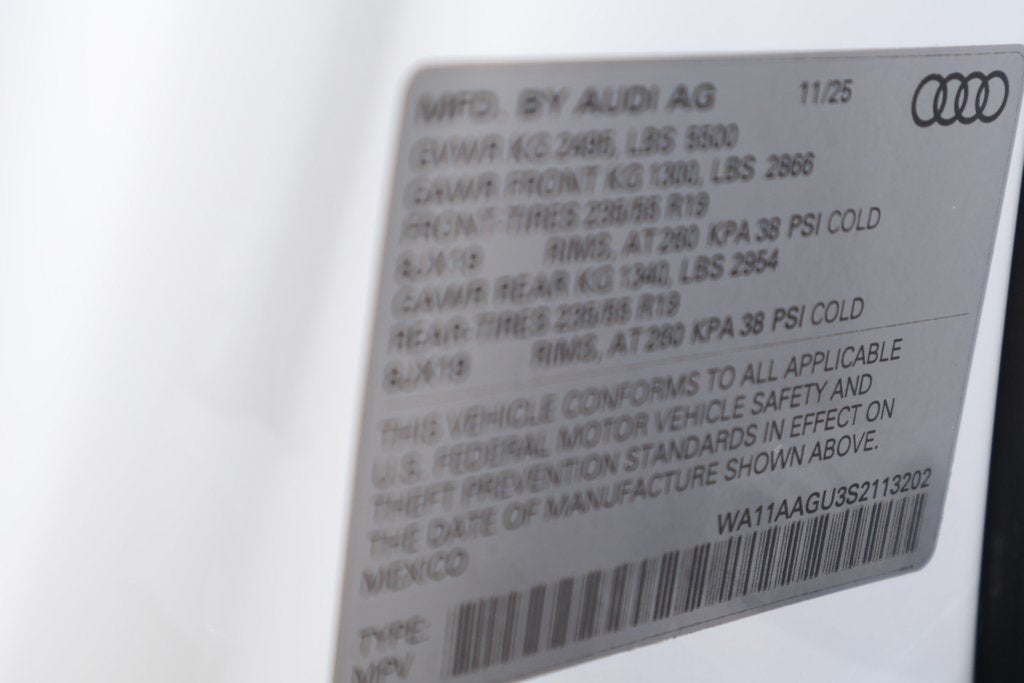 MFD. BY AUDI AG 11/25
GVWR KG 2495, LBS 5500
GAWR FRONT KG 1300, LBS 2866
FRONT-TIRES 235/55 R19
8JX19 RIMS, AT 260 KPA 38 PSI COLD
GAWR REAR KG 1340, LBS 2954
REAR-TIRES 235/55 R19
8JX19 RIMS, AT 260 KPA 38 PSI COLD
THIS VEHICLE CONFORMS TO ALL APPLICABLE
U.S. FEDERAL MOTOR VEHICLE SAFETY AND
THEFT PREVENTION STANDARDS IN EFFECT ON
THE DATE OF MANUFACTURE SHOWN ABOVE.
MEXICO WA11AAGU3S2113202
TYPE:
MPV